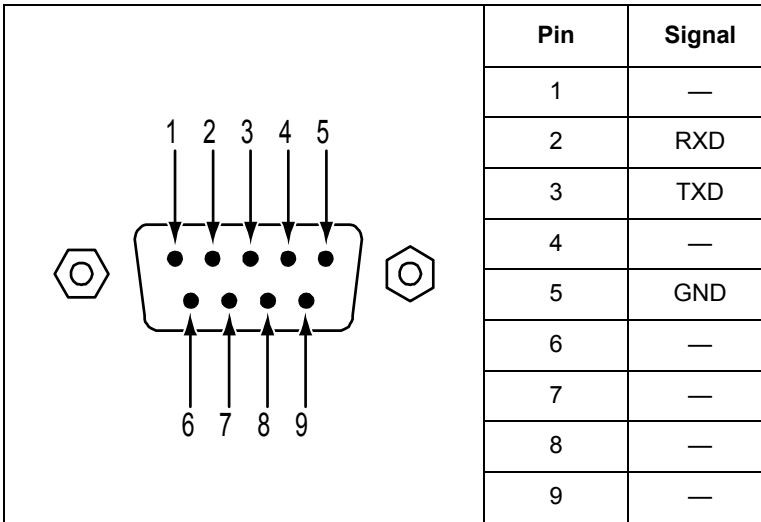 1 2 3 4 5
6 7 8 9
Pin Signal
1 —
2 RXD
3 TXD
4 —
5 GND
6 —
7 —
8 —
9 —